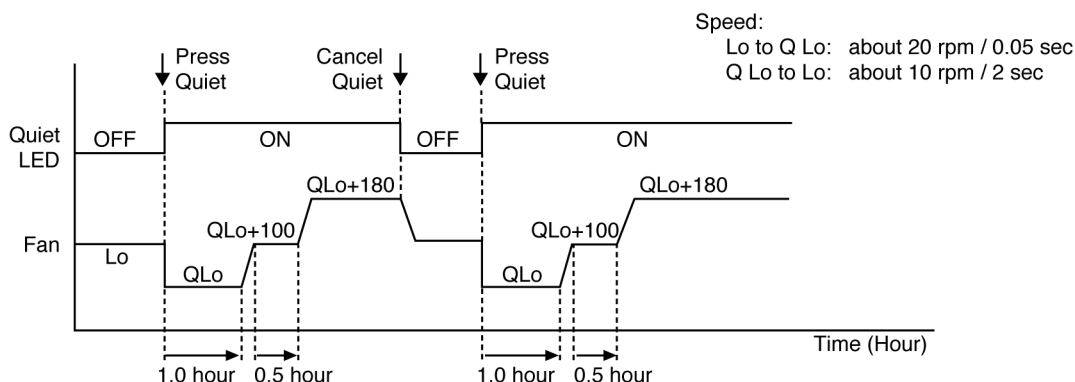 Speed:
Lo to Q Lo: about 20 rpm / 0.05 sec
Q Lo to Lo: about 10 rpm / 2 sec
Press
Quiet
Cancel
Quiet
Press
Quiet
Quiet
LED
OFF
ON
OFF
ON
QLo+180
QLo+180
QLo+100
QLo+100
Fan
Lo
QLo
QLo
Time (Hour)
1.0 hour
0.5 hour
1.0 hour
0.5 hour